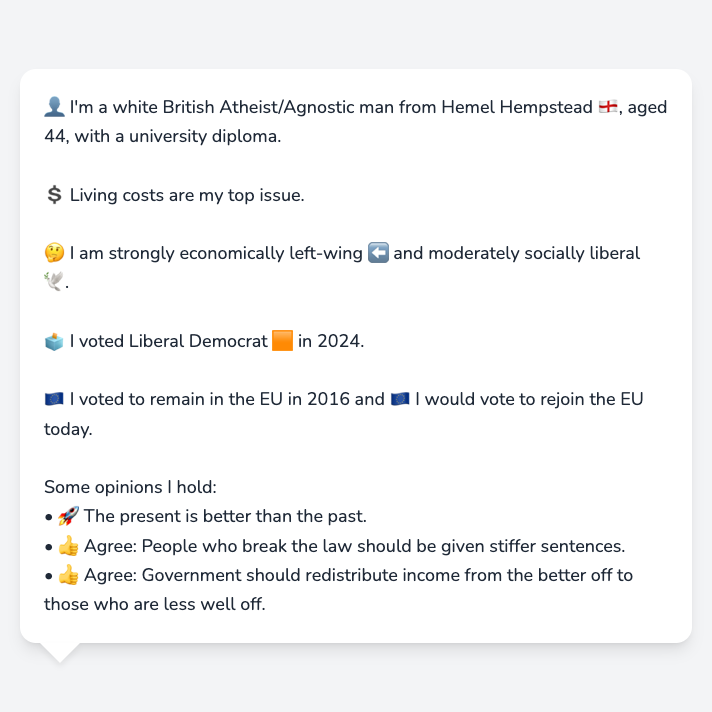 👤 I'm a white British Atheist/Agnostic man from Hemel Hempstead 🏴󠁧󠁢󠁥󠁮󠁧󠁿, aged
44, with a university diploma.
💲 Living costs are my top issue.
🤔 I am strongly economically left-wing ⬅️ and moderately socially liberal
🕊️.
🗳️ I voted Liberal Democrat 🟧 in 2024.
🇪🇺 I voted to remain in the EU in 2016 and 🇪🇺 I would vote to rejoin the EU
today.
Some opinions I hold:
• 🚀 The present is better than the past.
• 👍 Agree: People who break the law should be given stiffer sentences.
• 👍 Agree: Government should redistribute income from the better off to
those who are less well off.